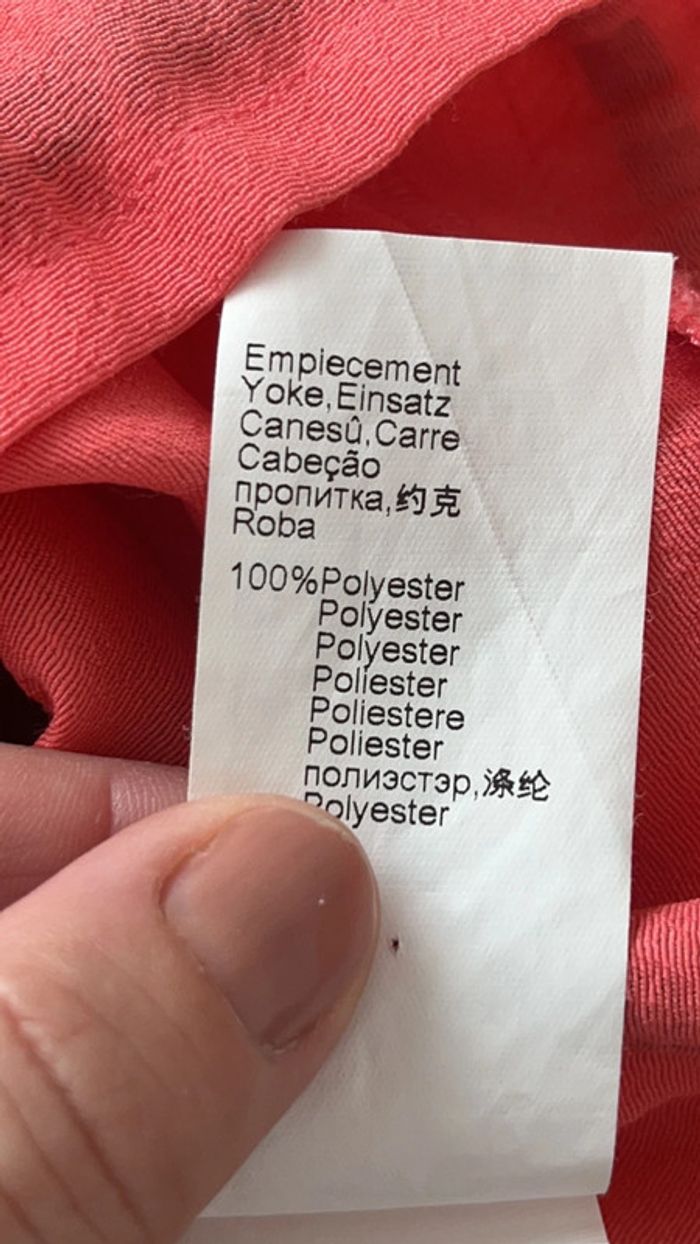 Empiecement
Yoke,Einsatz
Canesû,Carre
Cabeção
пропитка,约克
Roba
100%Polyester
Polyester
Polyester
Poliester
Poliestere
Poliester
полиэстэр,涤纶
Polyester